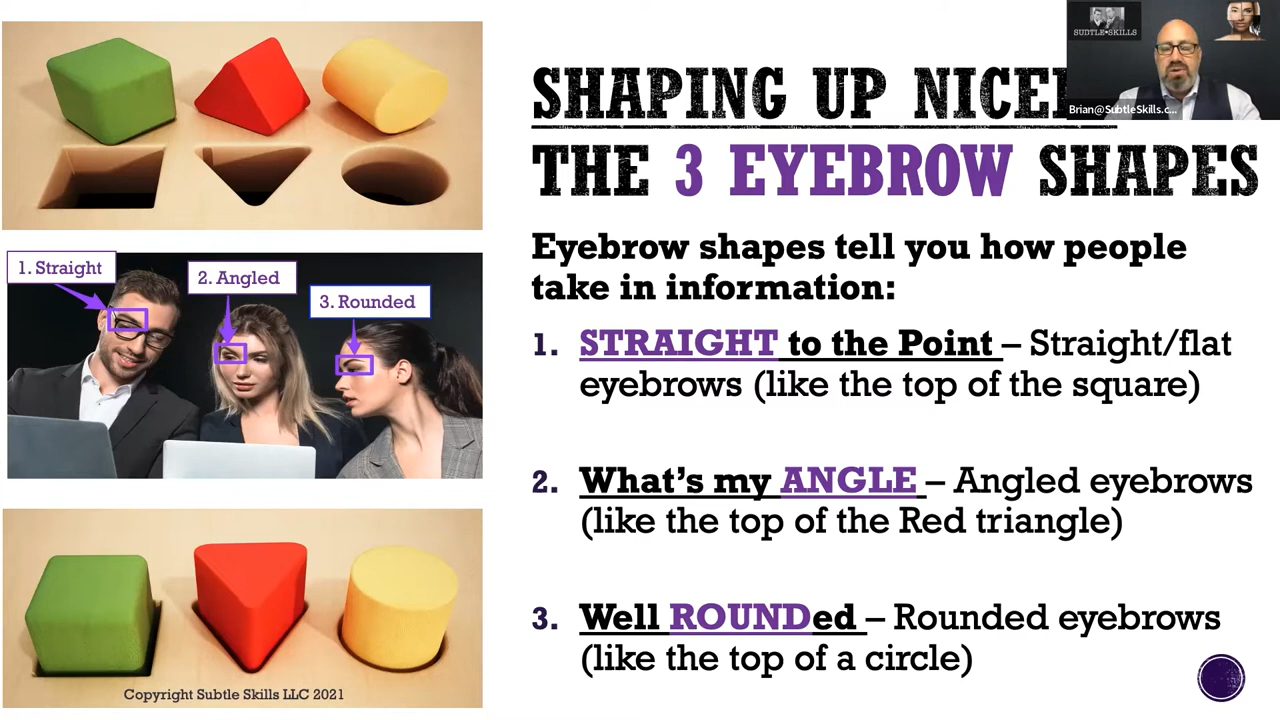 SUBTLE•SKILLS
Brian@SubtleSkills.c...
SHAPING UP NICEL
THE 3 EYEBROW SHAPES
1. Straight
2. Angled
3. Rounded
Eyebrow shapes tell you how people
take in information:
1. STRAIGHT to the Point – Straight/flat
eyebrows (like the top of the square)
2. What's my ANGLE – Angled eyebrows
(like the top of the Red triangle)
3. Well ROUNDed – Rounded eyebrows
(like the top of a circle)
Copyright Subtle Skills LLC 2021